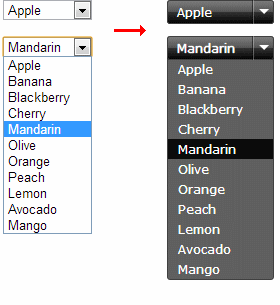 Apple
Mandarin
Apple
Banana
Blackberry
Cherry
Mandarin
Olive
Orange
Peach
Lemon
Avocado
Mango
Apple
Mandarin
Apple
Banana
Blackberry
Cherry
Mandarin
Olive
Orange
Peach
Lemon
Avocado
Mango